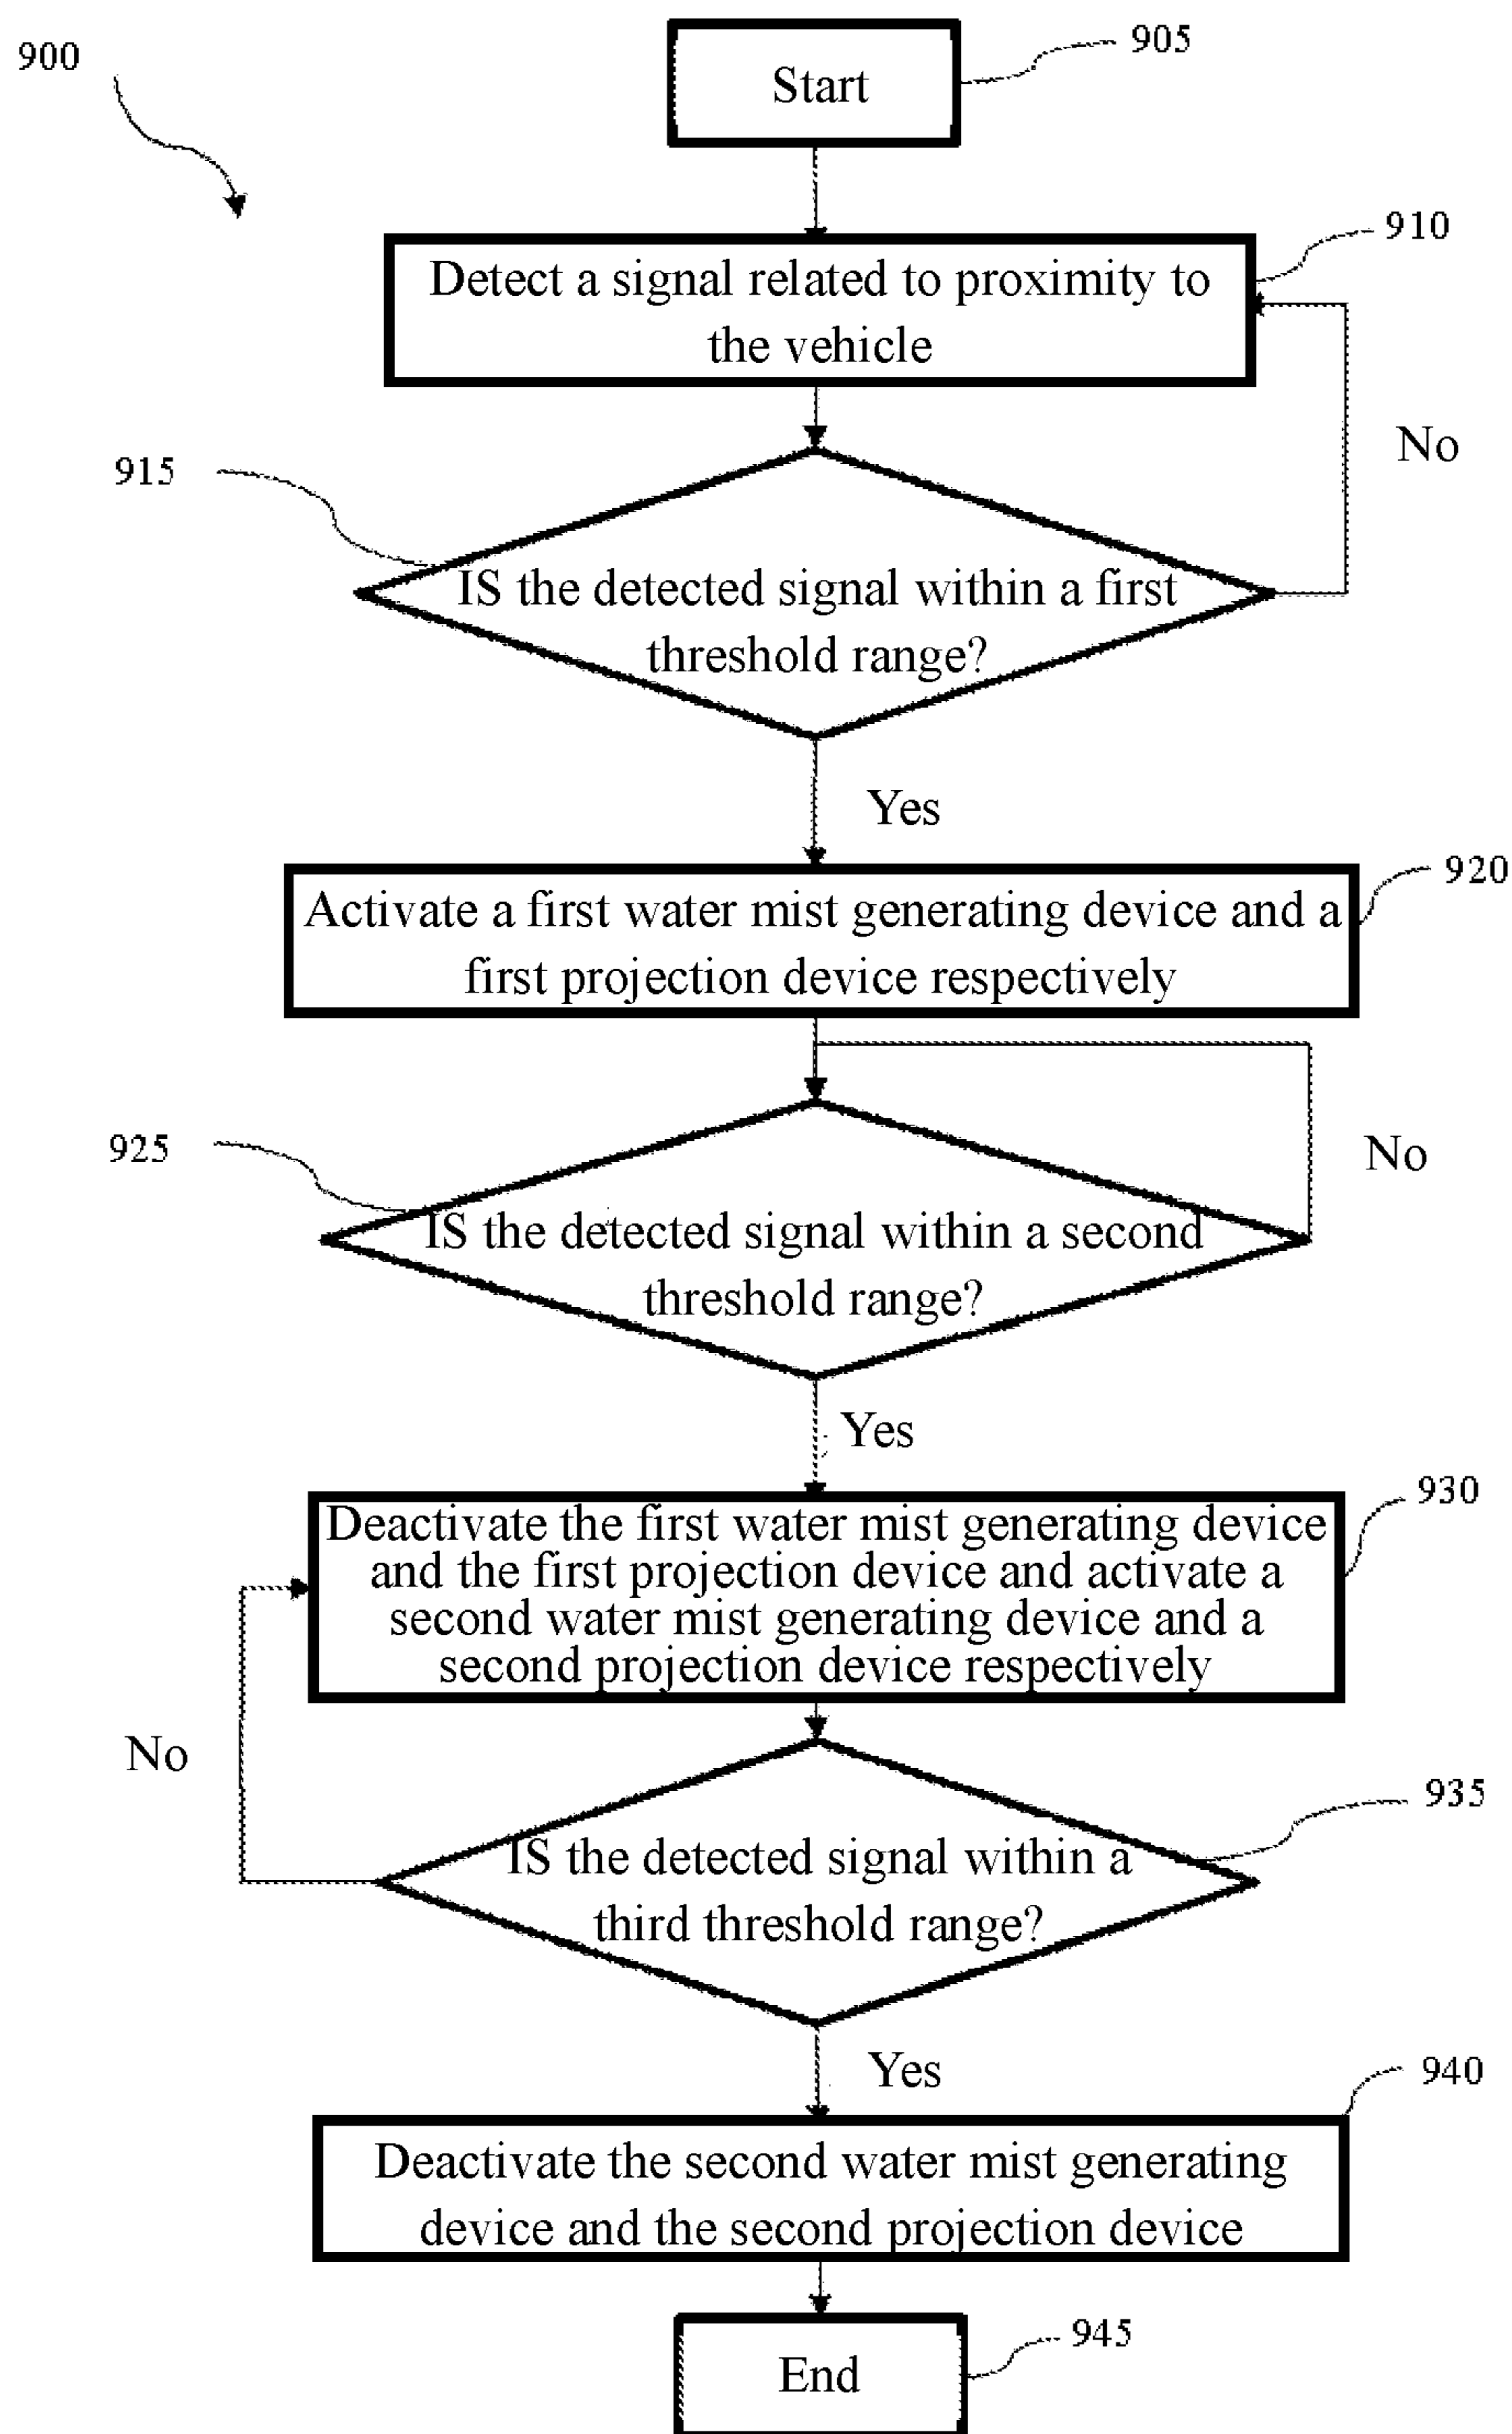 900
Start
905
910
Detect a signal related to proximity to
the vehicle
No
915
IS the detected signal within a first
threshold range?
Yes
920
Activate a first water mist generating device and a
first projection device respectively
925
No
IS the detected signal within a second
threshold range?
Yes
930
Deactivate the first water mist generating device
and the first projection device and activate a
second water mist generating device and a
second projection device respectively
No
935
IS the detected signal within a
third threshold range?
Yes
940
Deactivate the second water mist generating
device and the second projection device
945
End